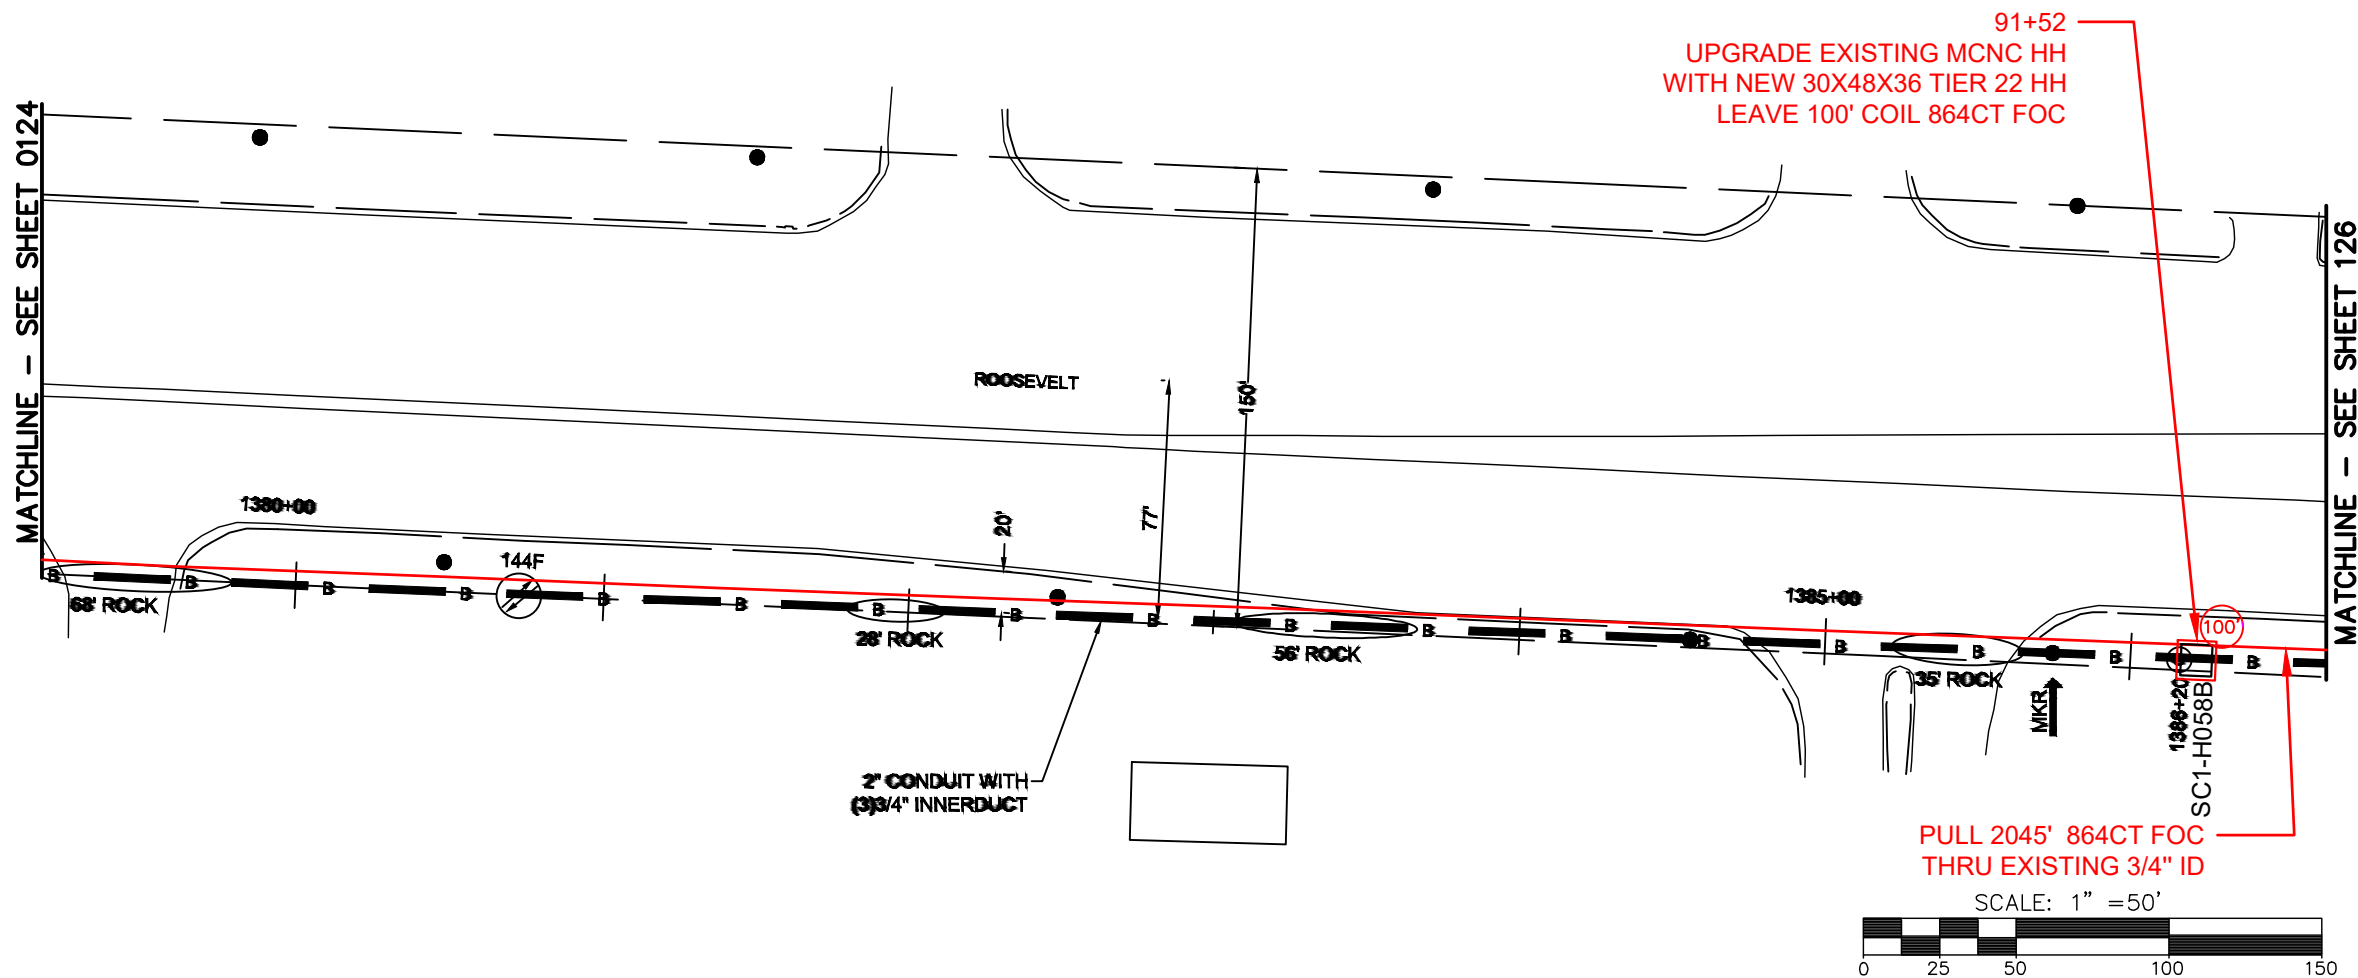 91+52
UPGRADE EXISTING MCNC HH
WITH NEW 30X48X36 TIER 22 HH
LEAVE 100' COIL 864CT FOC
MATCHLINE - SEE SHEET 0124
MATCHLINE - SEE SHEET 126
ROOSEVELT
150'
77'
20'
1380+00
144F
B B B B B B B B B B B B B B B B B
68' ROCK
28' ROCK
56' ROCK
1385+00
35' ROCK
100'
MKR
1386+20
SC1-H058B
2" CONDUIT WITH
(3)3/4" INNERDUCT
PULL 2045' 864CT FOC
THRU EXISTING 3/4" ID
SCALE: 1" =50'
0 25 50 100 150